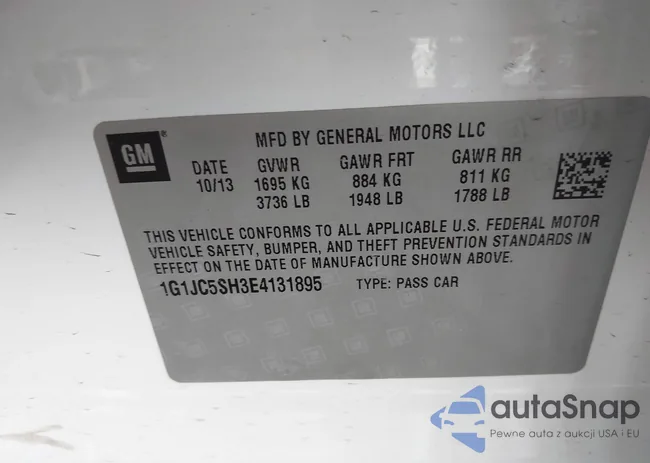 GM
MFD BY GENERAL MOTORS LLC
DATE GVWR GAWR FRT GAWR RR
10/13 1695 KG 884 KG 811 KG
3736 LB 1948 LB 1788 LB
THIS VEHICLE CONFORMS TO ALL APPLICABLE U.S. FEDERAL MOTOR
VEHICLE SAFETY, BUMPER, AND THEFT PREVENTION STANDARDS IN
EFFECT ON THE DATE OF MANUFACTURE SHOWN ABOVE.
1G1JC5SH3E4131895 TYPE: PASS CAR
autaSnap
Pewne auta z aukcji USA i EU